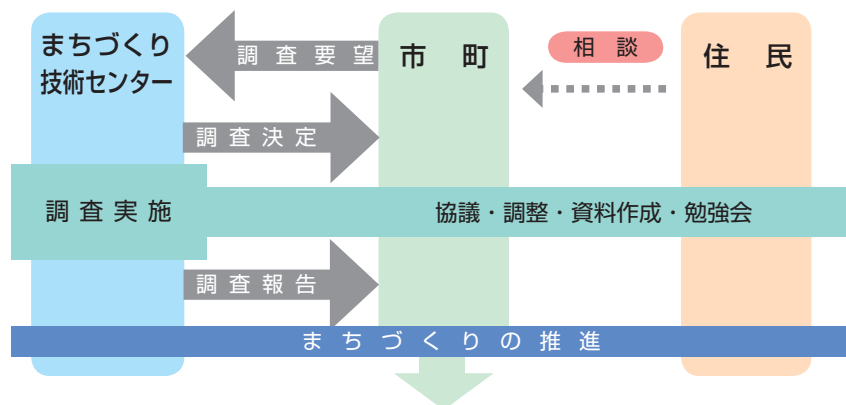 まちづくり
技術センター
調査要望
市町
相談
住民
調査決定
調査実施
協議・調整・資料作成・勉強会
調査報告
まちづくりの推進